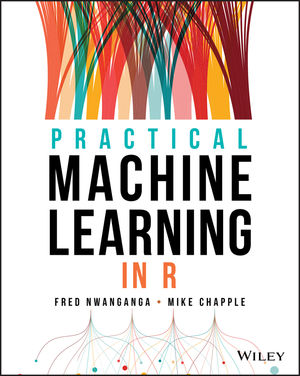 PRACTICAL
MACHINE
LEARNING
IN R
FRED NWANGANGA • MIKE CHAPPLE
WILEY